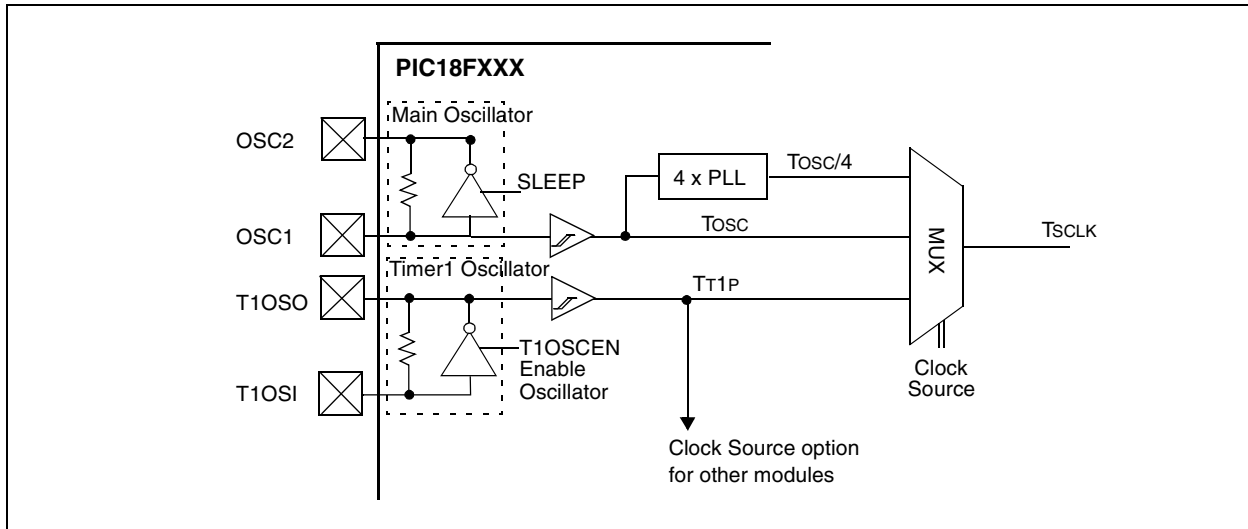 PIC18FXXX
Main Oscillator
OSC2
SLEEP
4 x PLL
TOSC/4
OSC1
TOSC
MUX
TSCLK
Timer1 Oscillator
T1OSO
TT1P
T1OSCEN
Enable
Oscillator
T1OSI
Clock
Source
Clock Source option
for other modules